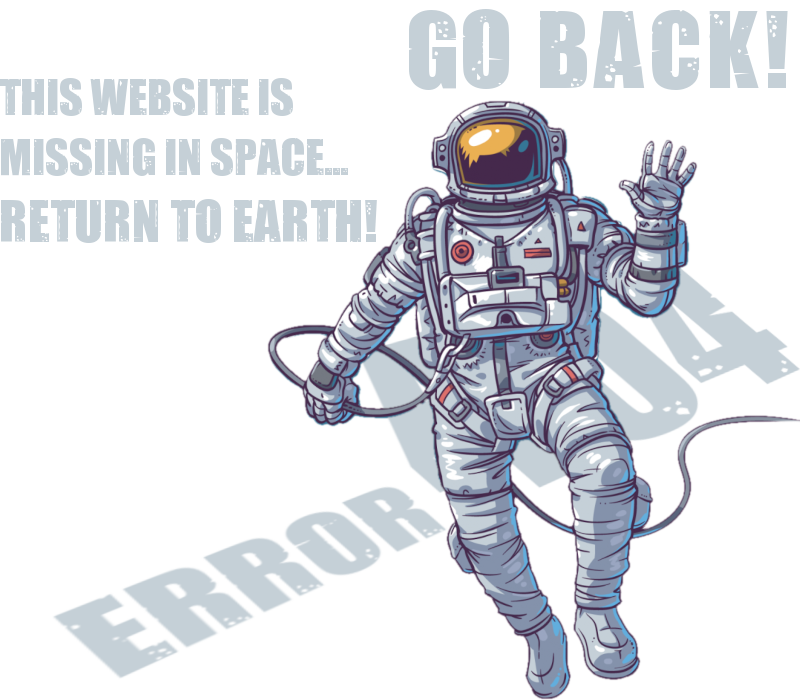 GO BACK!
THIS WEBSITE IS
MISSING IN SPACE...
RETURN TO EARTH!
ERROR 404